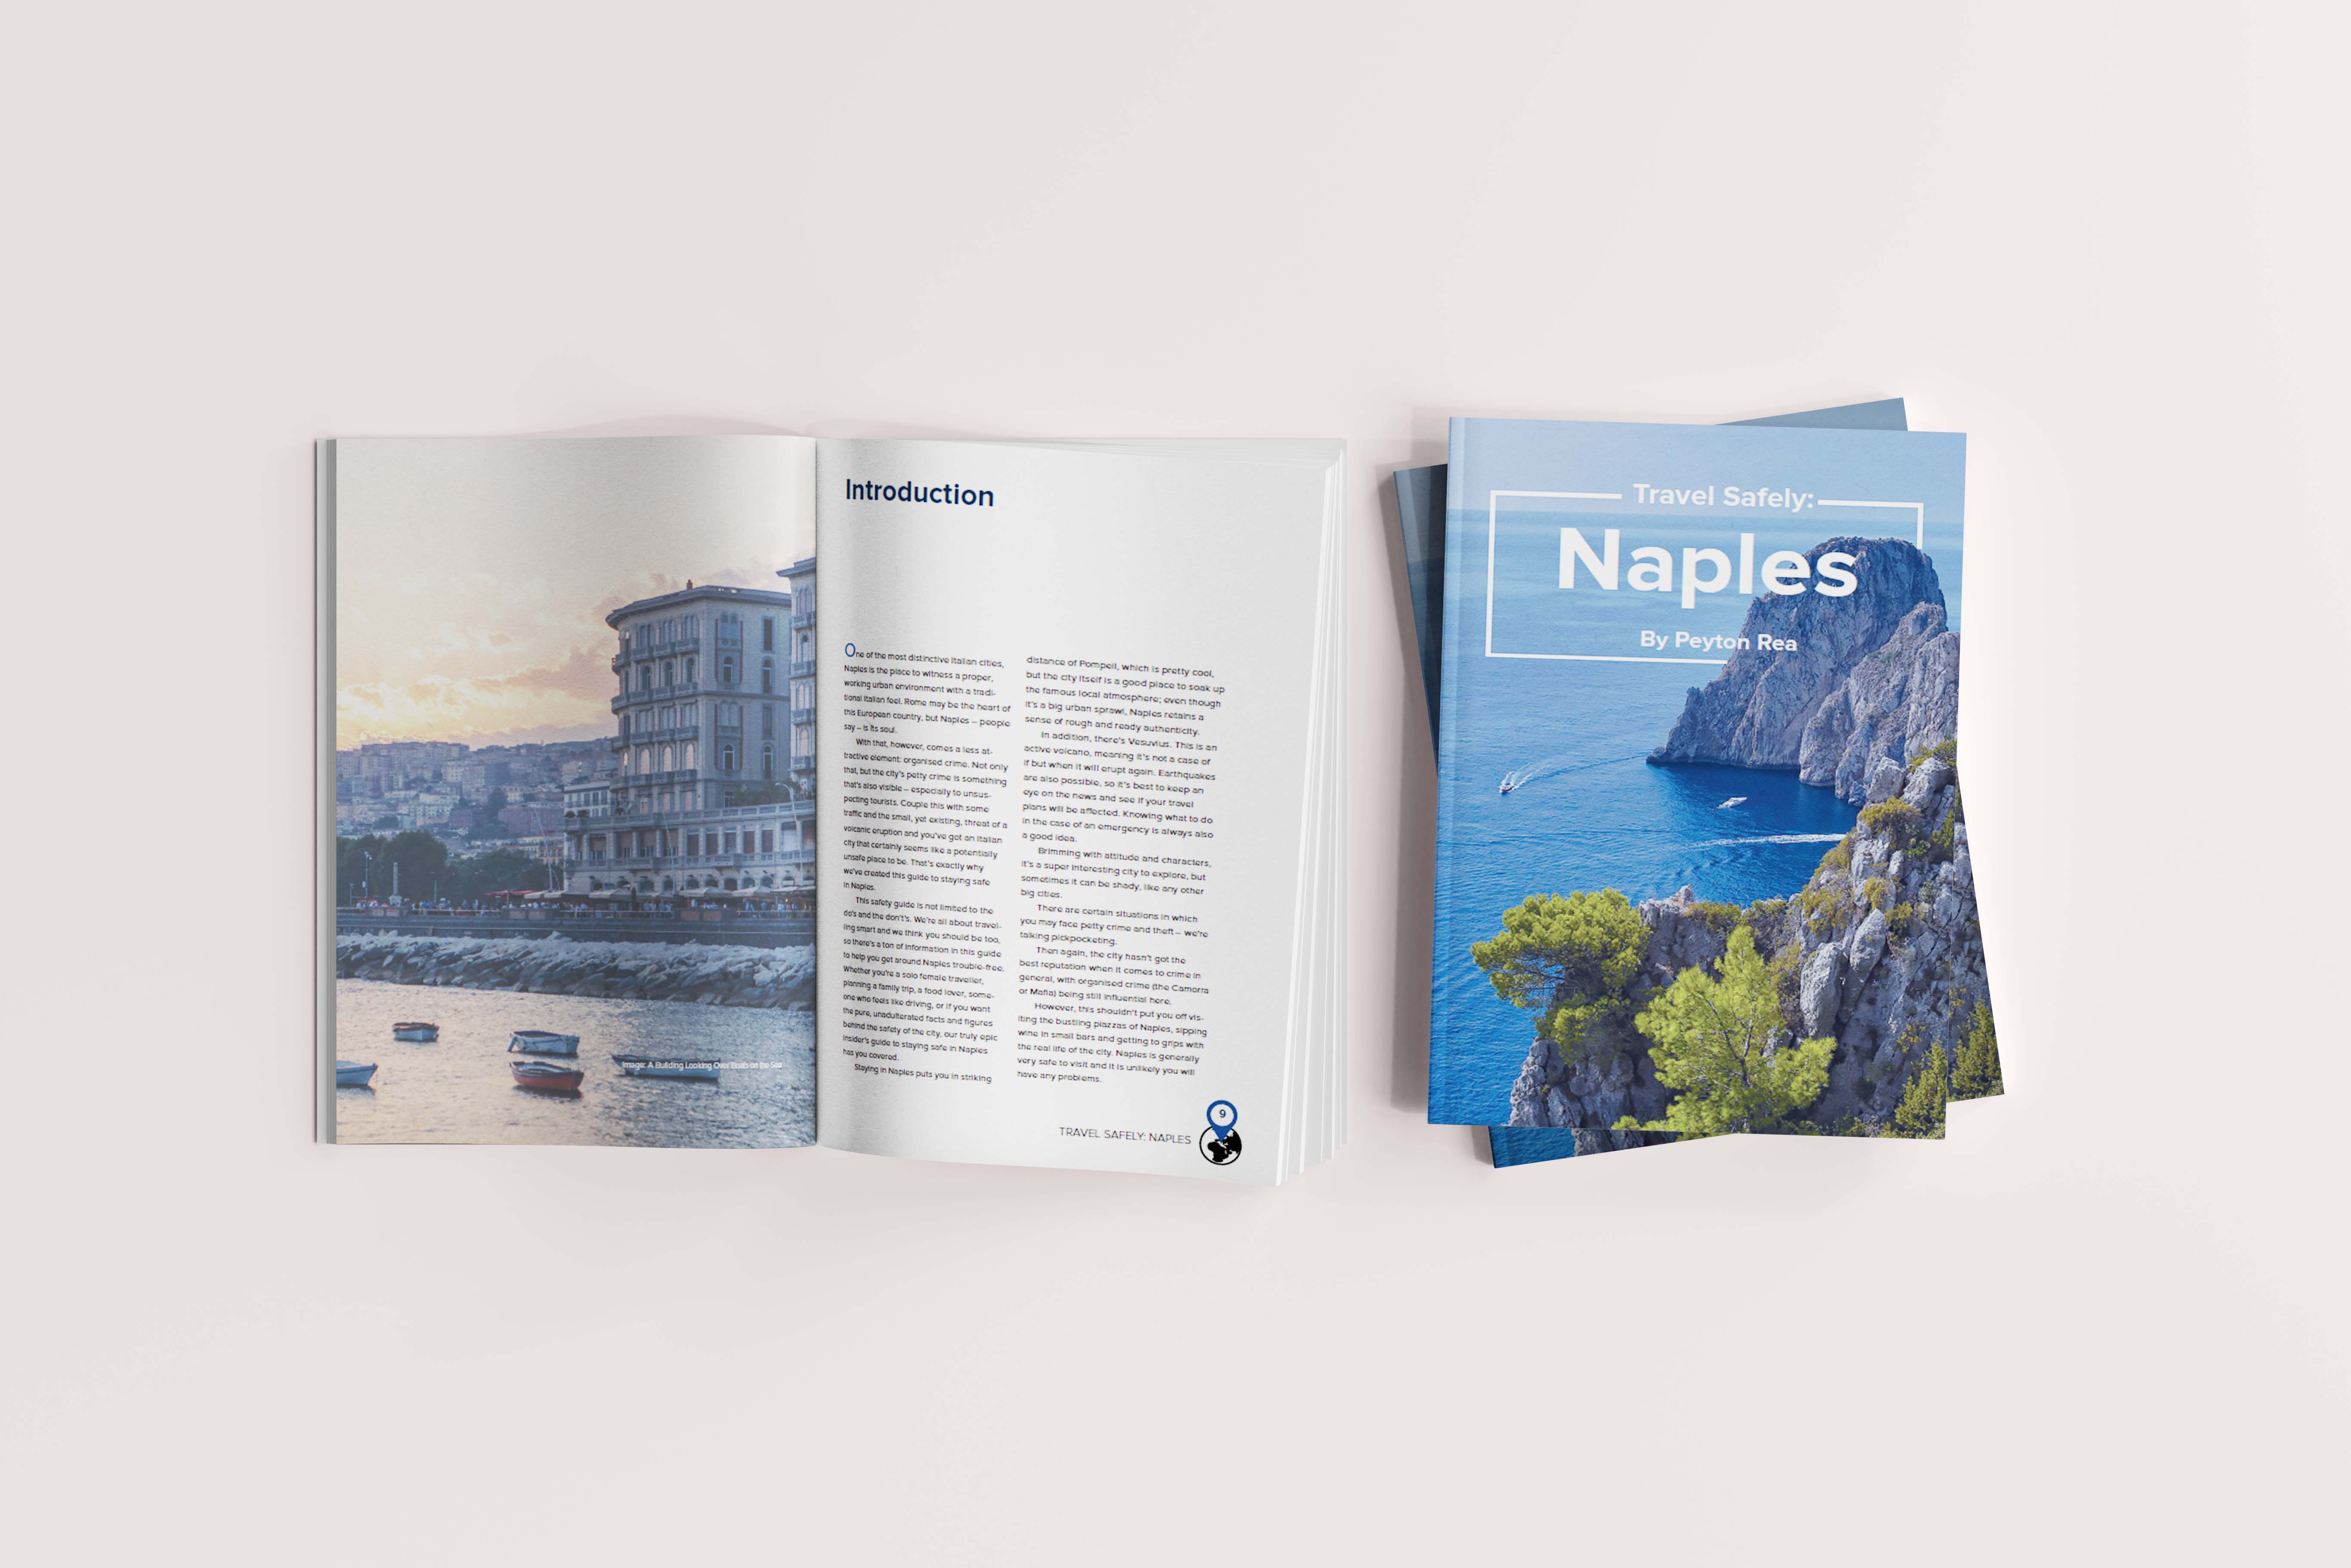 Image: A Building Looking Over Boats on the Sea
Introduction
One of the most distinctive Italian cities,
Naples is the place to witness a proper,
working urban environment with a tradi-
tional Italian feel. Rome may be the heart of
this European country, but Naples – people
say – is its soul.
With that, however, comes a less at-
tractive element: organised crime. Not only
that, but the city's petty crime is something
that's also visible – especially to unsus-
pecting tourists. Couple this with some
traffic and the small, yet existing, threat of a
volcanic eruption and you've got an Italian
city that certainly seems like a potentially
unsafe place to be. That's exactly why
we've created this guide to staying safe
in Naples.
This safety guide is not limited to the
do's and the don't's. We're all about travel-
ling smart and we think you should be too,
so there's a ton of information in this guide
to help you get around Naples trouble-free.
Whether you're a solo female traveller,
planning a family trip, a food lover, some-
one who feels like driving, or if you want
the pure, unadulterated facts and figures
behind the safety of the city, our truly epic
insider's guide to staying safe in Naples
has you covered.
Staying in Naples puts you in striking
distance of Pompeii, which is pretty cool,
but the city itself is a good place to soak up
the famous local atmosphere; even though
it's a big urban sprawl, Naples retains a
sense of rough and ready authenticity.
In addition, there's Vesuvius. This is an
active volcano, meaning it's not a case of
if but when it will erupt again. Earthquakes
are also possible, so it's best to keep an
eye on the news and see if your travel
plans will be affected. Knowing what to do
in the case of an emergency is always also
a good idea.
Brimming with attitude and characters,
it's a super interesting city to explore, but
sometimes it can be shady, like any other
big cities.
There are certain situations in which
you may face petty crime and theft – we're
talking pickpocketing.
Then again, the city hasn't got the
best reputation when it comes to crime in
general, with organised crime (the Camorra
or Mafia) being still influential here.
However, this shouldn't put you off vis-
iting the bustling piazzas of Naples, sipping
wine in small bars and getting to grips with
the real life of the city. Naples is generally
very safe to visit and it is unlikely you will
have any problems.
TRAVEL SAFELY: NAPLES
9
Travel Safely:
Naples
By Peyton Rea